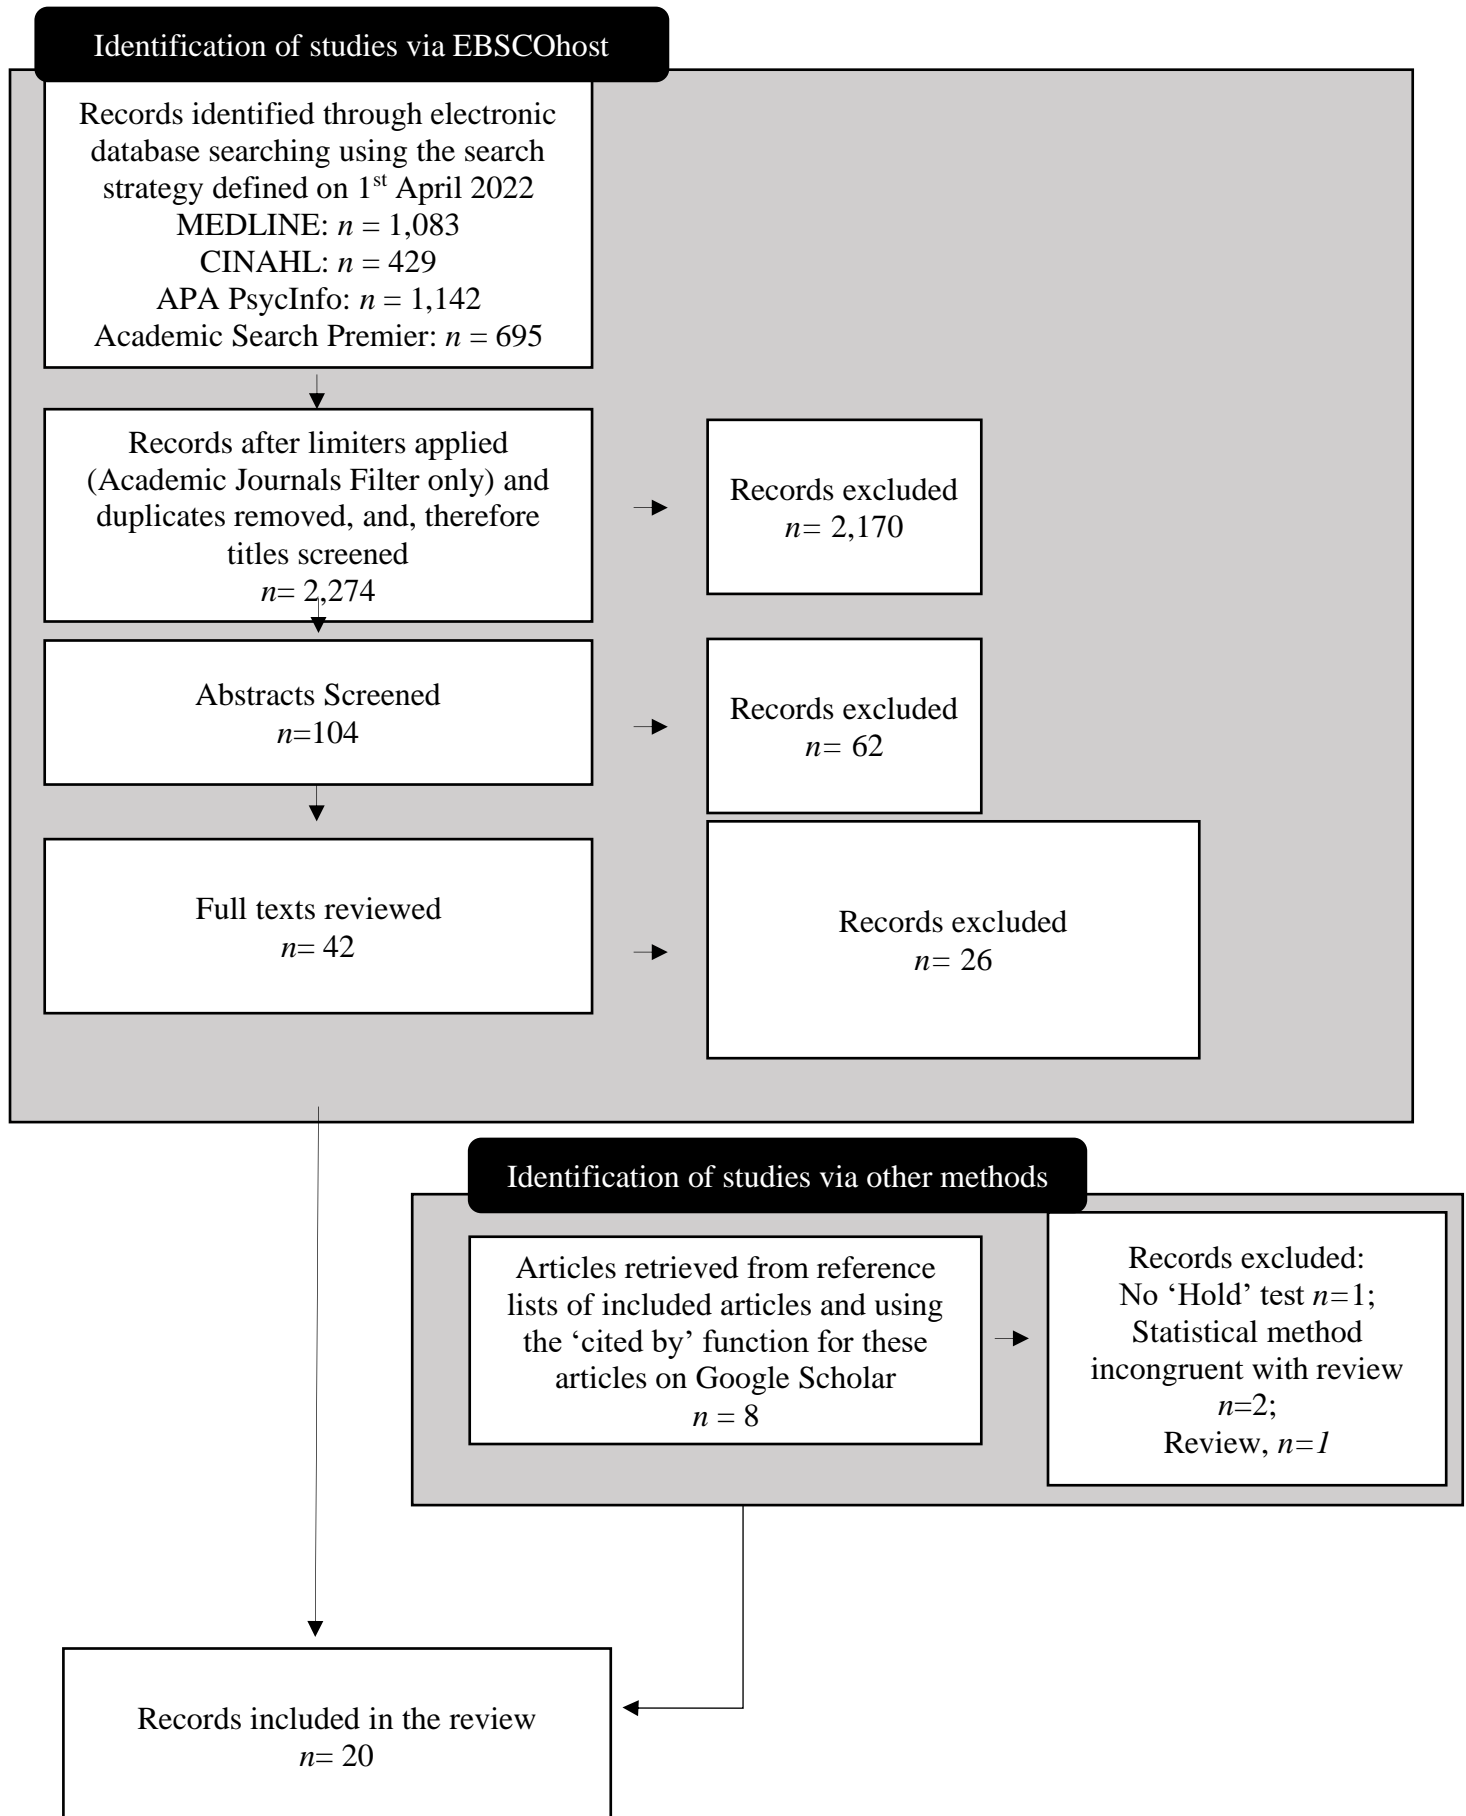 Identification of studies via EBSCOhost
Records identified through electronic
database searching using the search
strategy defined on 1st April 2022
MEDLINE: n = 1,083
CINAHL: n = 429
APA PsycInfo: n = 1,142
Academic Search Premier: n = 695
Records after limiters applied
(Academic Journals Filter only) and
duplicates removed, and, therefore
titles screened
n= 2,274
Records excluded
n= 2,170
Abstracts Screened
n=104
Records excluded
n= 62
Full texts reviewed
n= 42
Records excluded
n= 26
Identification of studies via other methods
Articles retrieved from reference
lists of included articles and using
the ‘cited by’ function for these
articles on Google Scholar
n = 8
Records excluded:
No ‘Hold’ test n=1;
Statistical method
incongruent with review
n=2;
Review, n=1
Records included in the review
n= 20